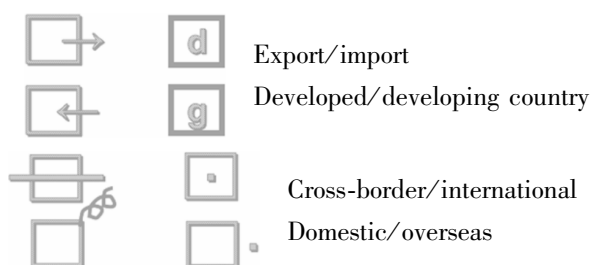 d
Export/import
g
Developed/developing country
Cross-border/international
Domestic/overseas